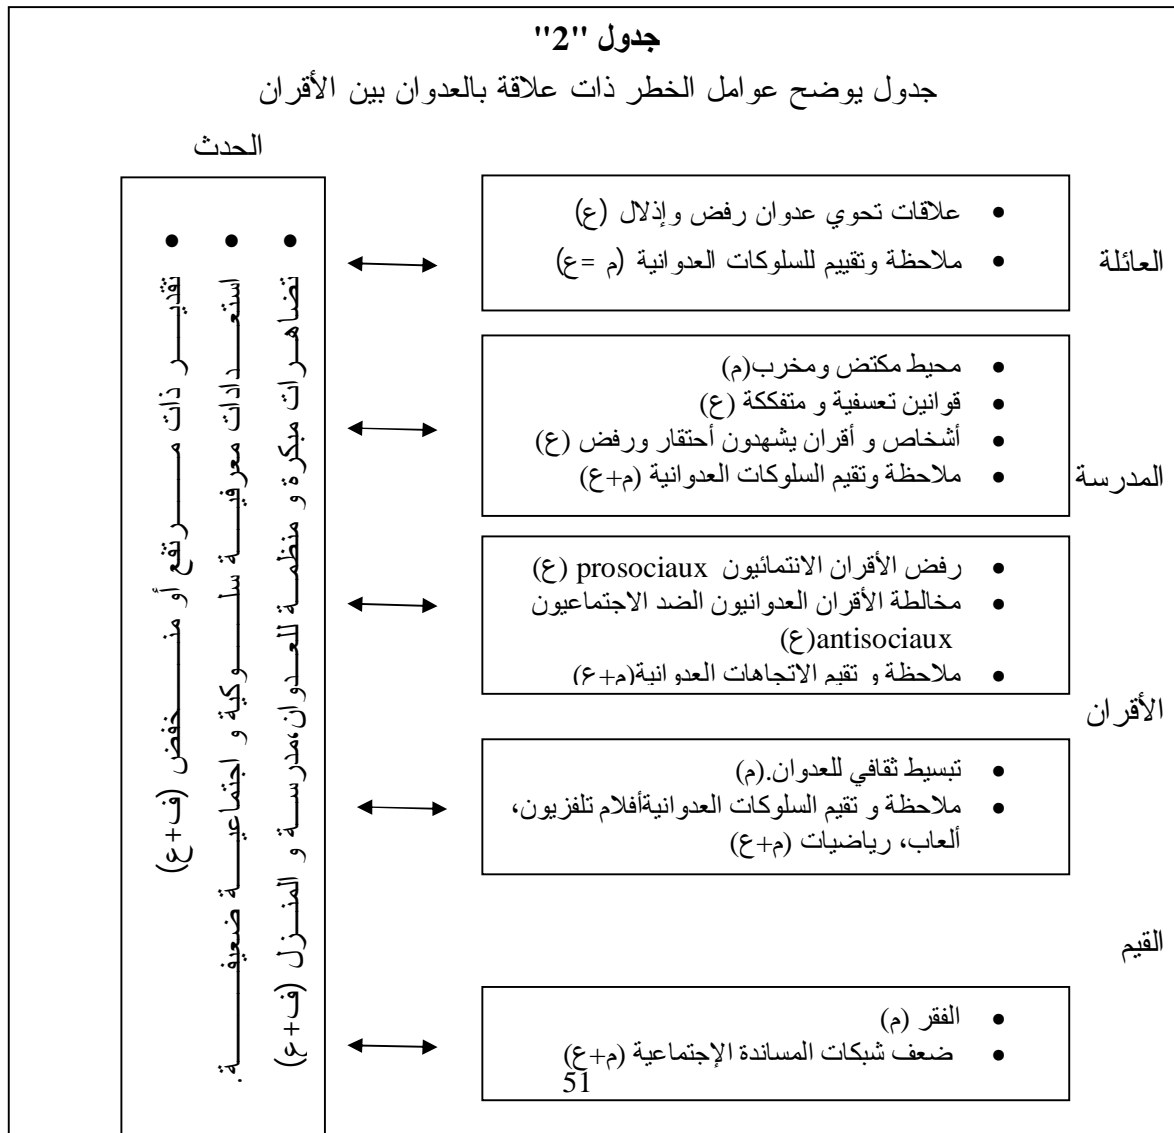 جدول "2"
جدول يوضح عوامل الخطر ذات علاقة بالعدوان بين الأقران
الحدث
العائلة
• علاقات تحوي عدوان رفض وإذلال (ع)
• ملاحظة وتقييم للسلوكات العدوانية (م =ع)
المدرسة
• محيط مكتض ومخرب(م)
• قوانين تعسفية و متفككة (ع)
• أشخاص و أقران يشهدون أحتقار ورفض (ع)
• ملاحظة وتقيم السلوكات العدوانية (م+ع)
• رفض الأقران الانتمائيون prosociaux (ع)
• مخالطة الأقران العدوانيون الضد الاجتماعيون
antisociaux(ع)
• ملاحظة و تقيم الاتجاهات العدوانية(م+ع)
الأقران
• تبسيط ثقافي للعدوان.(م)
• ملاحظة و تقيم السلوكات العدوانيةأفلام تلفزيون،
ألعاب، رياضيات (م+ع)
القيم
• الفقر (م)
• ضعف شبكات المساندة الإجتماعية (م+ع)
• تضاهرات مبكرة و منظمة للعدوان،مدرسة و المنزل (ف+ع)
• استعدادات معرفية سلوكية و اجتماعية ضعيفة.
• تقدير ذات مرتفع أو منخفض (ف+ع)
51